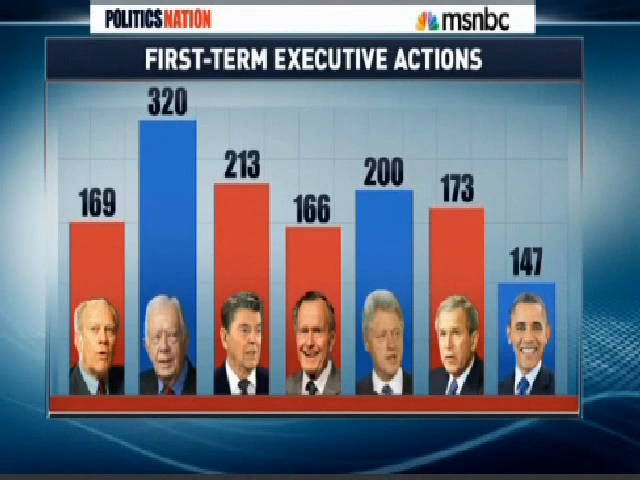 POLITICSNATION
msnbc
FIRST-TERM EXECUTIVE ACTIONS
169
320
213
166
200
173
147